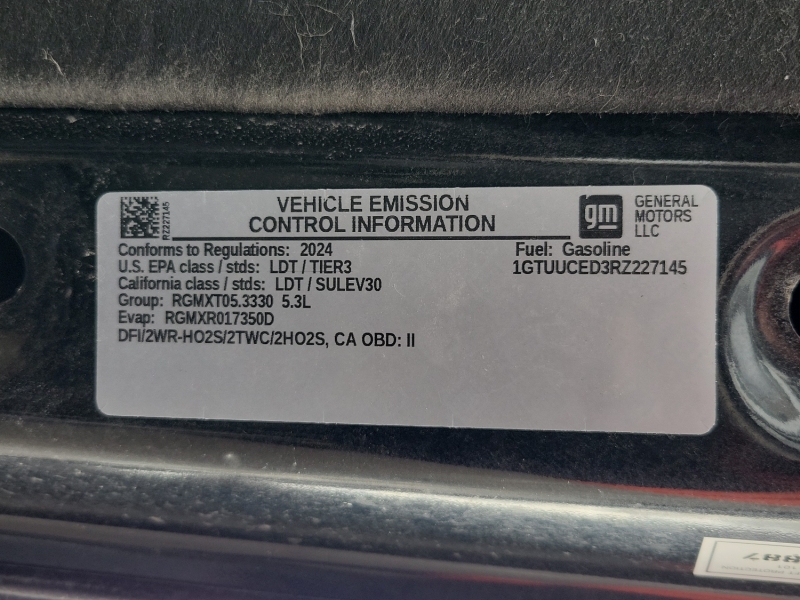 RZ227145
VEHICLE EMISSION
CONTROL INFORMATION
gm
GENERAL
MOTORS
LLC
Conforms to Regulations: 2024
Fuel: Gasoline
U.S. EPA class / stds: LDT / TIER3
1GTUUCED3RZ227145
California class / stds: LDT / SULEV30
Group: RGMXT05.3330 5.3L
Evap: RGMXR017350D
DFI/2WR-HO2S/2TWC/2HO2S, CA OBD: II